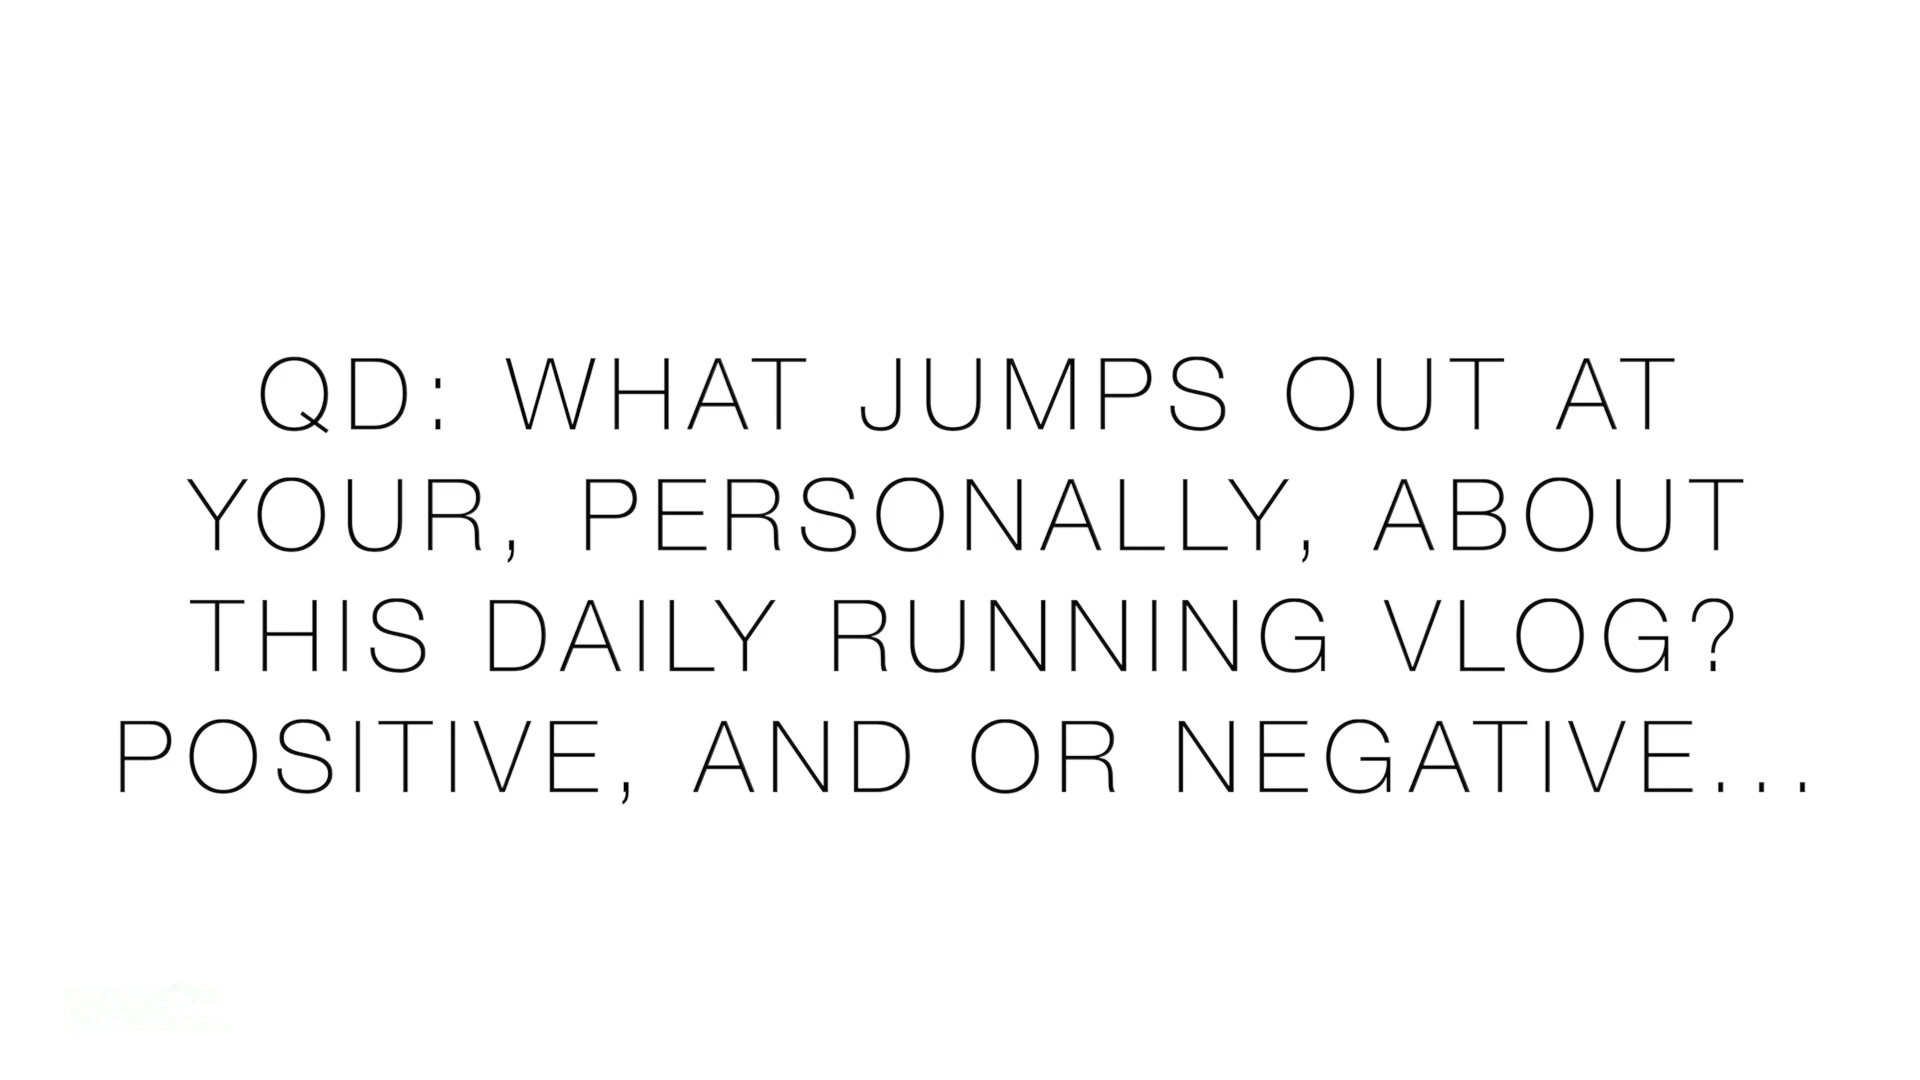 QD: WHAT JUMPS OUT AT
YOUR, PERSONALLY, ABOUT
THIS DAILY RUNNING VLOG?
POSITIVE, AND OR NEGATIVE...